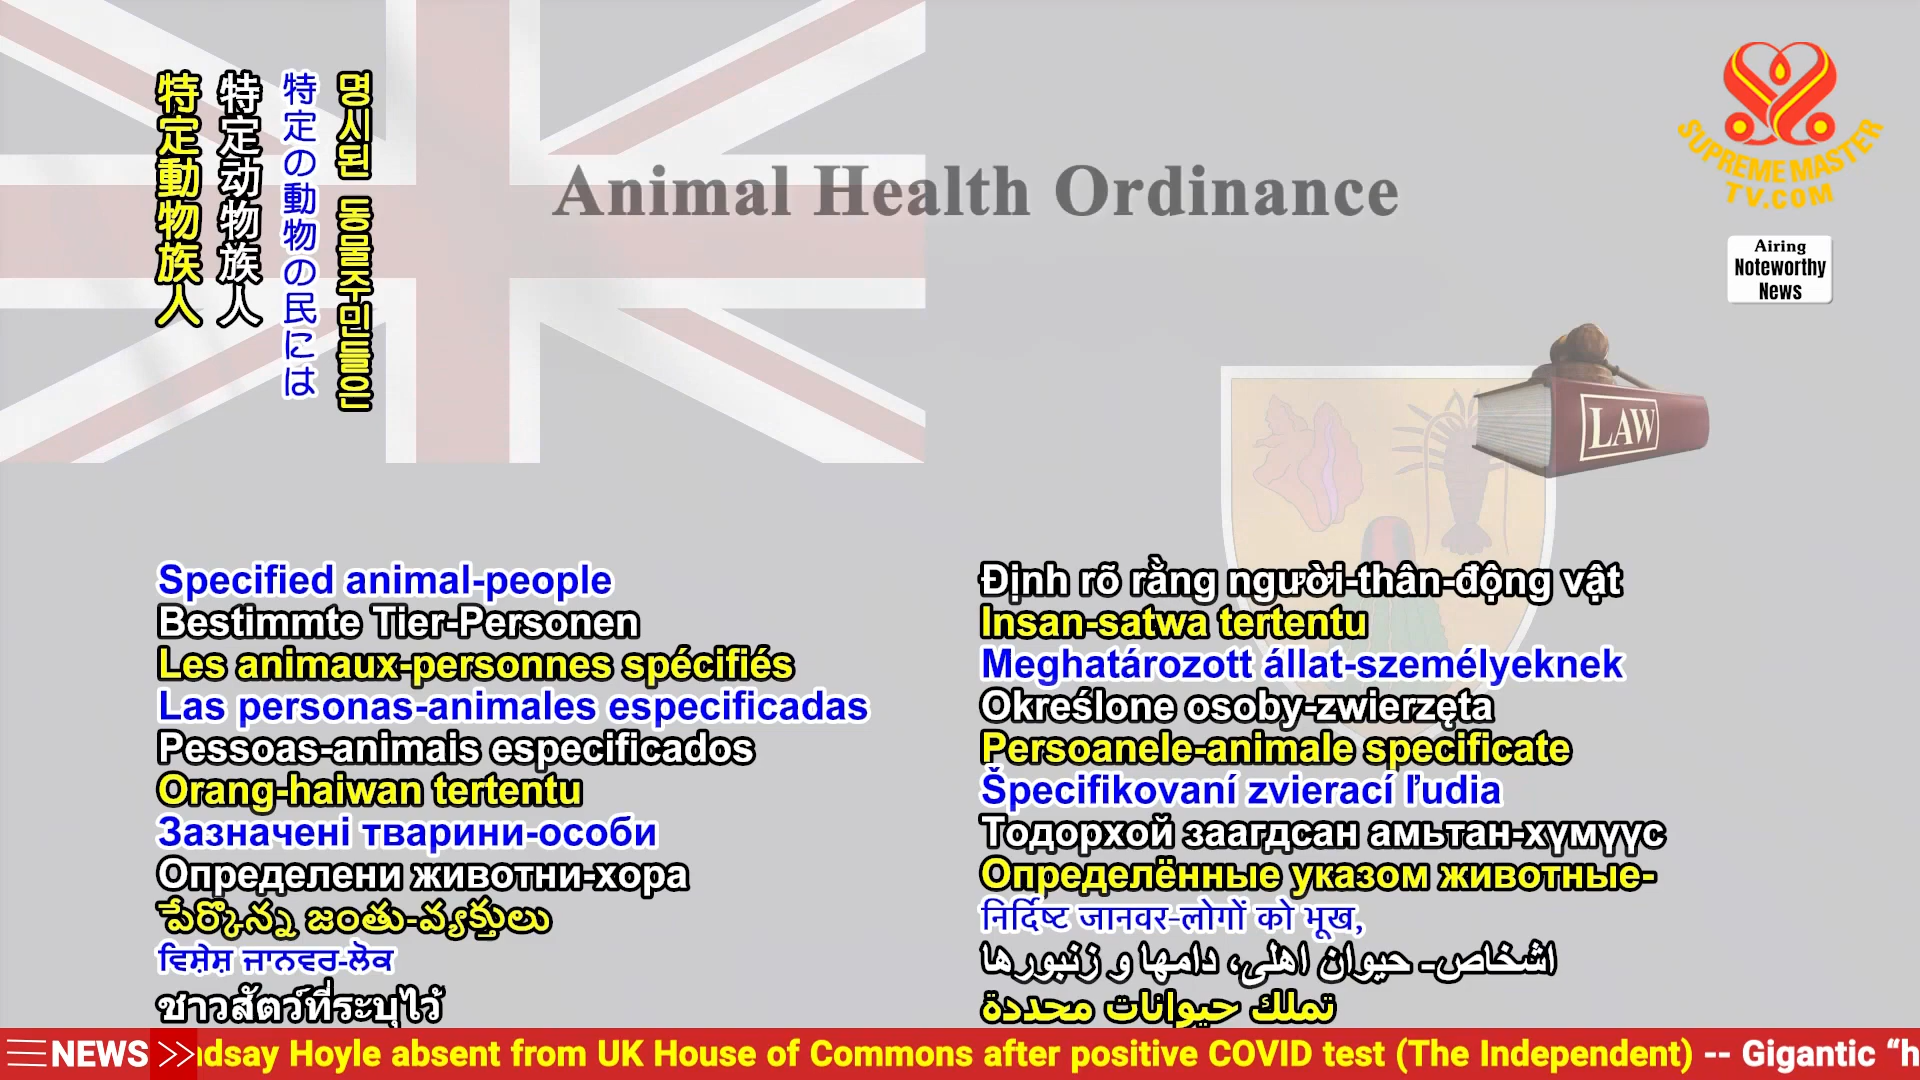 特定動物族人
特定动物族人
特定の動物の民には
명시된 동물주민들은
Animal Health Ordinance
SUPREME MASTER
TV.COM
Airing
Noteworthy
News
LAW
Specified animal-people
Bestimmte Tier-Personen
Les animaux-personnes spécifiés
Las personas-animales especificadas
Pessoas-animais especificados
Orang-haiwan tertentu
Зазначені тварини-особи
Определени животни-хора
పేర్కొన్న జంతు-వ్యక్తులు
ਵਿਸ਼ੇਸ਼ ਜਾਨਵਰ-ਲੋਕ
ชาวสัตว์ที่ระบุไว้
Định rõ rằng người-thân-động vật
Insan-satwa tertentu
Meghatározott állat-személyeknek
Określone osoby-zwierzęta
Persoanele-animale specificate
Špecifikovaní zvierací ľudia
Тодорхой заагдсан амьтан-хүмүүс
Определённые указом животные-
निर्दिष्ट जानवर-लोगों को भूख,
اشخاص- حیوان اهلی، دامها و زنبورها
تملك حيوانات محددة
NEWS
dsay Hoyle absent from UK House of Commons after positive COVID test (The Independent) -- Gigantic “h